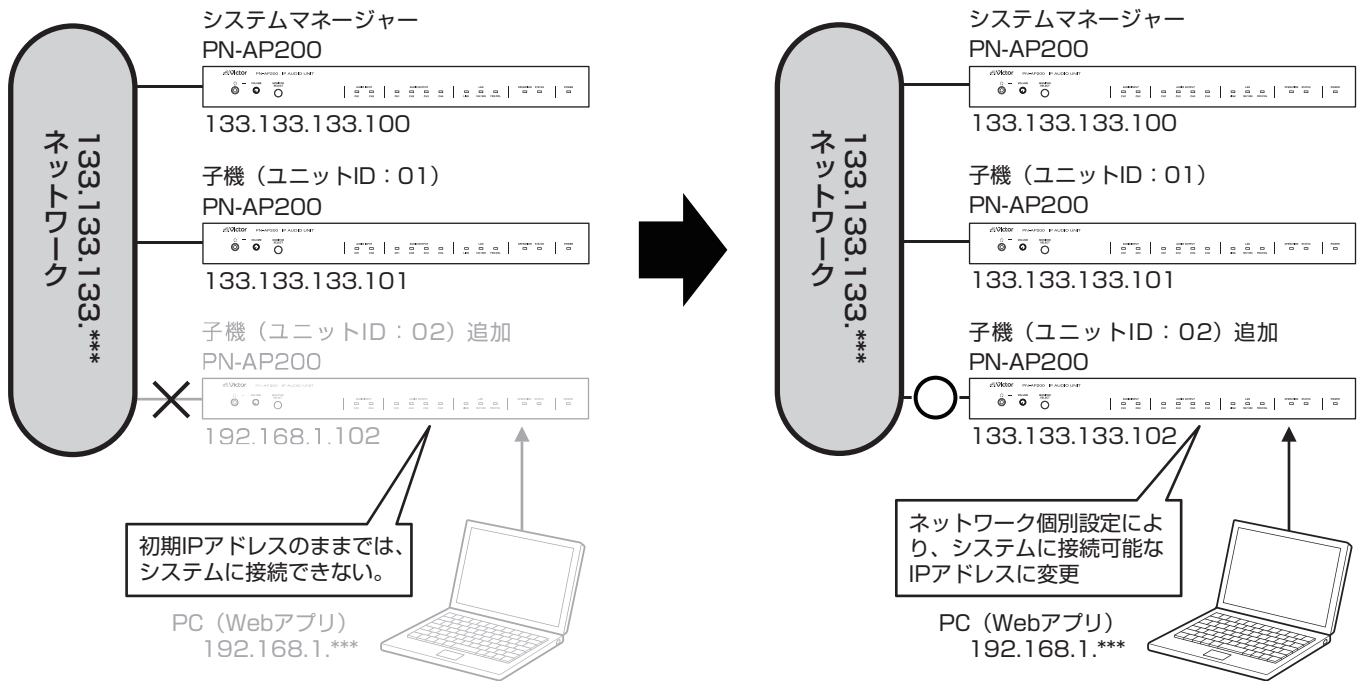 システムマネージャー
PN-AP200
133.133.133.100
子機（ユニットID：01）
PN-AP200
133.133.133.101
子機（ユニットID：02）追加
PN-AP200
192.168.1.102
133.133.133.***
ネットワーク
初期IPアドレスのままでは、
システムに接続できない。
PC（Webアプリ）
192.168.1.***
システムマネージャー
PN-AP200
133.133.133.100
子機（ユニットID：01）
PN-AP200
133.133.133.101
子機（ユニットID：02）追加
PN-AP200
133.133.133.102
133.133.133.***
ネットワーク
ネットワーク個別設定によ
り、システムに接続可能な
IPアドレスに変更
PC（Webアプリ）
192.168.1.***